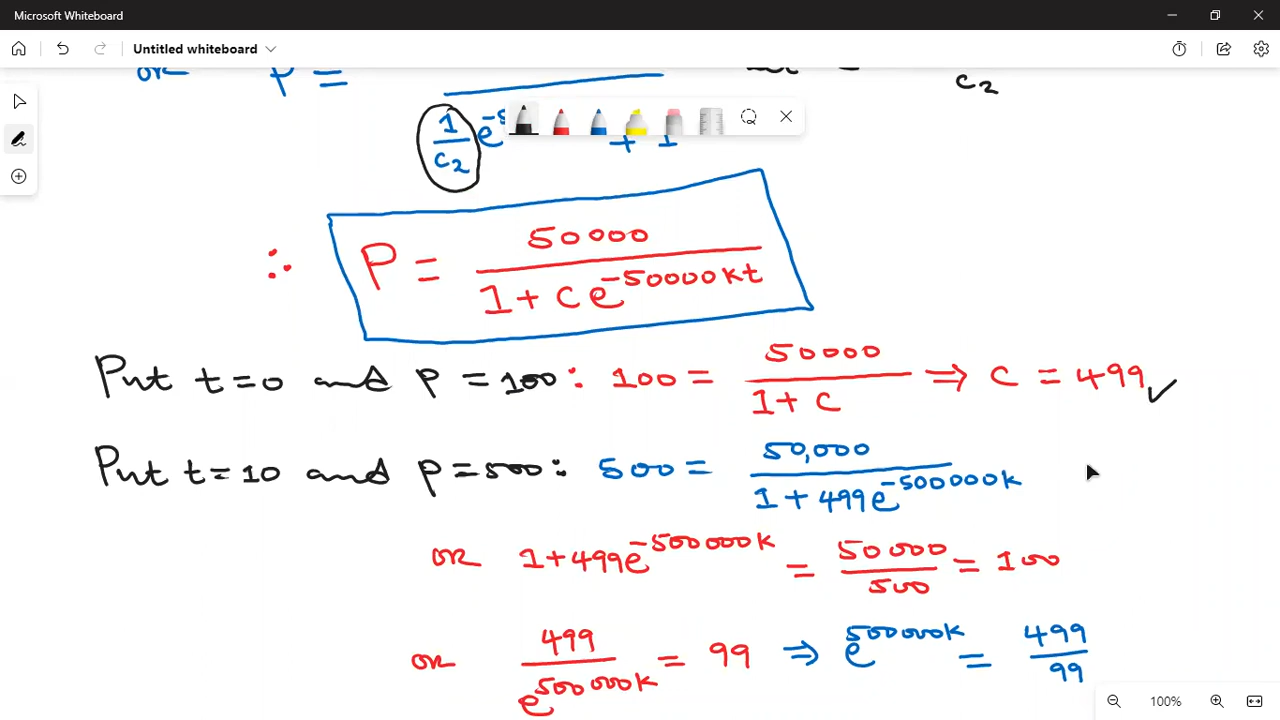 Microsoft Whiteboard
Untitled whiteboard
or P =
c₂
1/c₂ e + 1
∴ P = 50000/(1 + C e^(-50000kt))
Put t=0 and P = 100 : 100 = 50000/(1 + C) ⇒ C = 499 ✓
Put t=10 and P = 500 : 500 = 50,000/(1 + 499e^(-500000k))
or 1 + 499e^(-500000k) = 50000/500 = 100
or 499/e^(500000k) = 99 ⇒ e^(500000k) = 499/99
100%